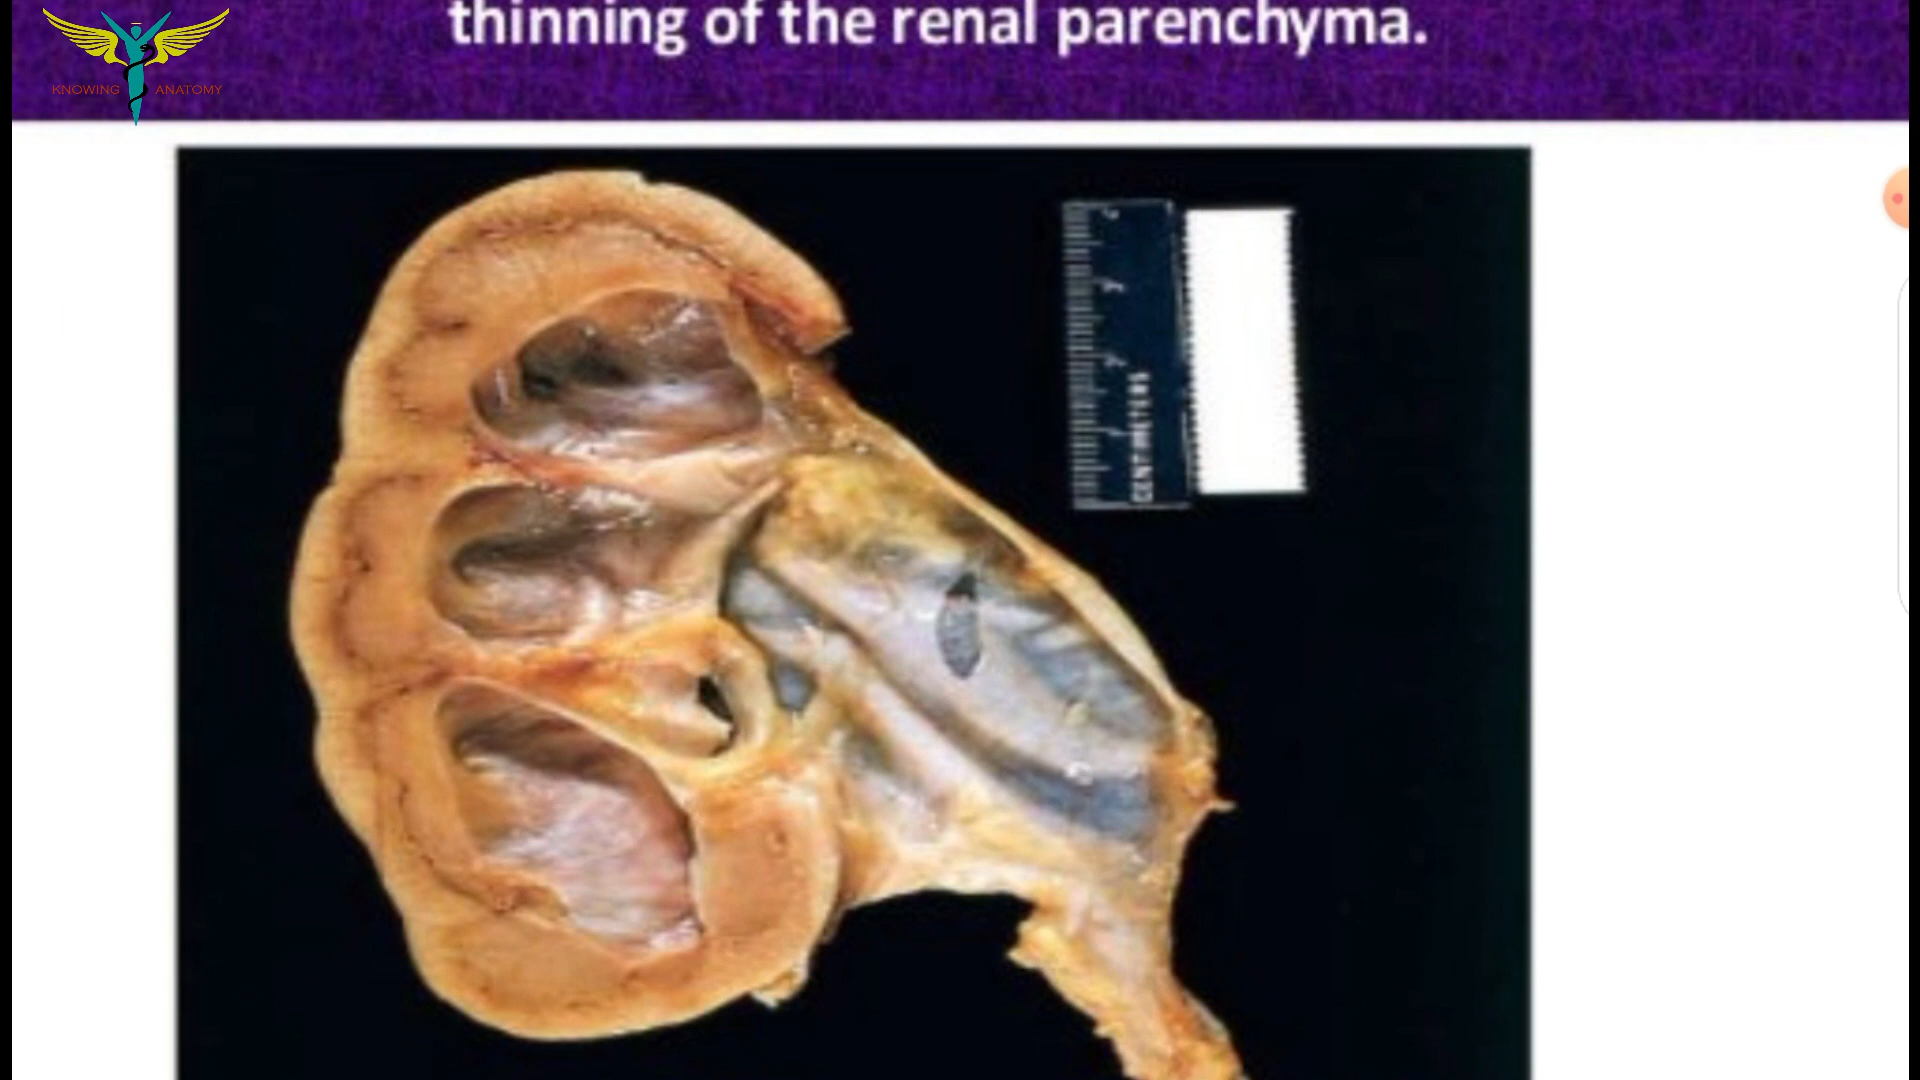 thinning of the renal parenchyma.
KNOWING ANATOMY
CENTIMETERS